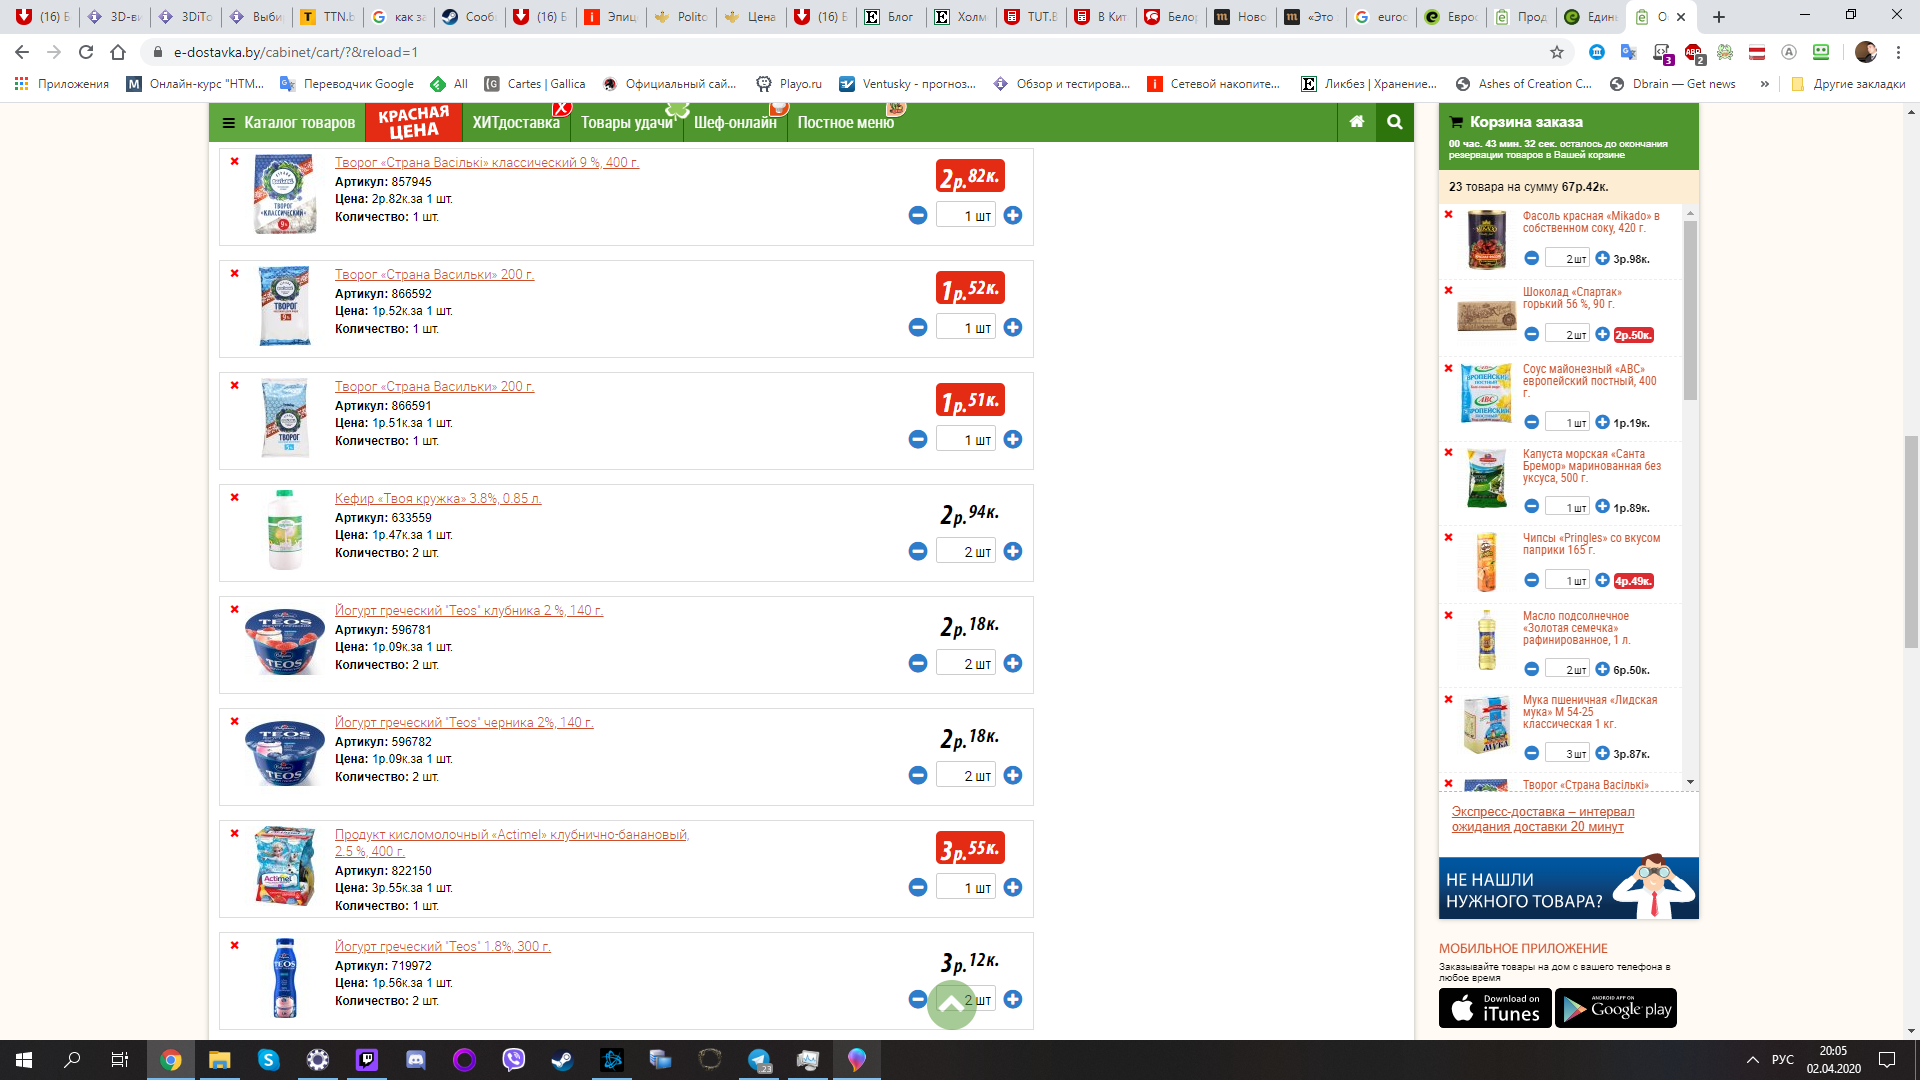 (16) Б
3D-ви
3DiTo
Выби
TTN.b
как за
Сооб
(16) Б
Эпиц
Polito
Цена
(16) Б
Блог
Холм
TUT.B
В Кит
Белор
Ново
«Это
euroc
Еврос
Прод
Едині
e-dostavka.by/cabinet/cart/?&reload=1
Приложения
Онлайн-курс "HTM...
Переводчик Google
All
Cartes | Gallica
Официальный сай...
Playo.ru
Ventusky - прогноз...
Обзор и тестирова...
Сетевой накопите...
Ликбез | Хранение...
Ashes of Creation C...
Dbrain — Get news
»
Другие закладки
Каталог товаров
КРАСНАЯ
ЦЕНА
ХИТдоставка
Товары удачи
Шеф-онлайн
Постное меню
Творог «Страна Васількі» классический 9 %, 400 г.
Артикул: 857945
Цена: 2р.82к.за 1 шт.
Количество: 1 шт.
2р.82к.
1 шт
Творог «Страна Васильки» 200 г.
Артикул: 866592
Цена: 1р.52к.за 1 шт.
Количество: 1 шт.
1р.52к.
1 шт
Творог «Страна Васильки» 200 г.
Артикул: 866591
Цена: 1р.51к.за 1 шт.
Количество: 1 шт.
1р.51к.
1 шт
Кефир «Твоя кружка» 3.8%, 0.85 л.
Артикул: 633559
Цена: 1р.47к.за 1 шт.
Количество: 2 шт.
2р.94к.
2 шт
Йогурт греческий "Teos" клубника 2 %, 140 г.
Артикул: 596781
Цена: 1р.09к.за 1 шт.
Количество: 2 шт.
2р.18к.
2 шт
Йогурт греческий "Teos" черника 2%, 140 г.
Артикул: 596782
Цена: 1р.09к.за 1 шт.
Количество: 2 шт.
2р.18к.
2 шт
Продукт кисломолочный «Actimel» клубнично-банановый,
2.5 %, 400 г.
Артикул: 822150
Цена: 3р.55к.за 1 шт.
Количество: 1 шт.
3р.55к.
1 шт
Йогурт греческий "Teos" 1.8%, 300 г.
Артикул: 719972
Цена: 1р.56к.за 1 шт.
Количество: 2 шт.
3р.12к.
2 шт
Корзина заказа
00 час. 43 мин. 32 сек. осталось до окончания
резервации товаров в Вашей корзине
23 товара на сумму 67р.42к.
Фасоль красная «Mikado» в
собственном соку, 420 г.
2 шт
3р.98к.
Шоколад «Спартак»
горький 56 %, 90 г.
2 шт
2р.50к.
Соус майонезный «АВС»
европейский постный, 400
г.
1 шт
1р.19к.
Капуста морская «Санта
Бремор» маринованная без
уксуса, 500 г.
1 шт
1р.89к.
Чипсы «Pringles» со вкусом
паприки 165 г.
1 шт
4р.49к.
Масло подсолнечное
«Золотая семечка»
рафинированное, 1 л.
2 шт
6р.50к.
Мука пшеничная «Лидская
мука» М 54-25
классическая 1 кг.
3 шт
3р.87к.
Творог «Страна Васількі»
Экспресс-доставка – интервал
ожидания доставки 20 минут
НЕ НАШЛИ
НУЖНОГО ТОВАРА?
МОБИЛЬНОЕ ПРИЛОЖЕНИЕ
Заказывайте товары на дом с вашего телефона в
любое время
Download on
iTunes
ANDROID APP ON
Google play
РУС
20:05
02.04.2020